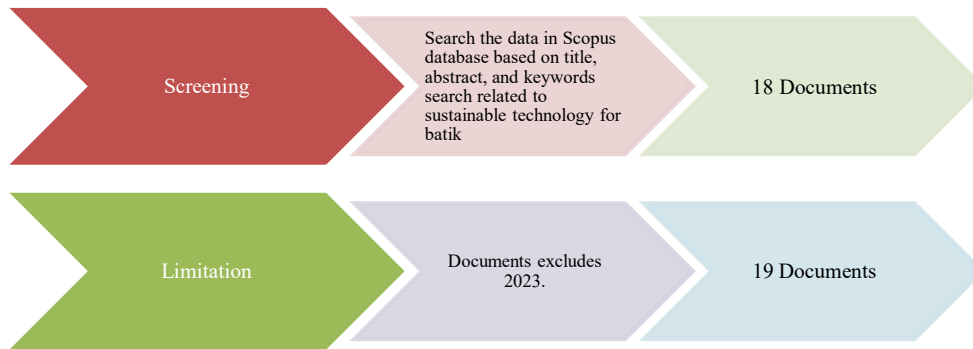 Screening
Search the data in Scopus
database based on title,
abstract, and keywords
search related to
sustainable technology for
batik
18 Documents
Limitation
Documents excludes
2023.
19 Documents